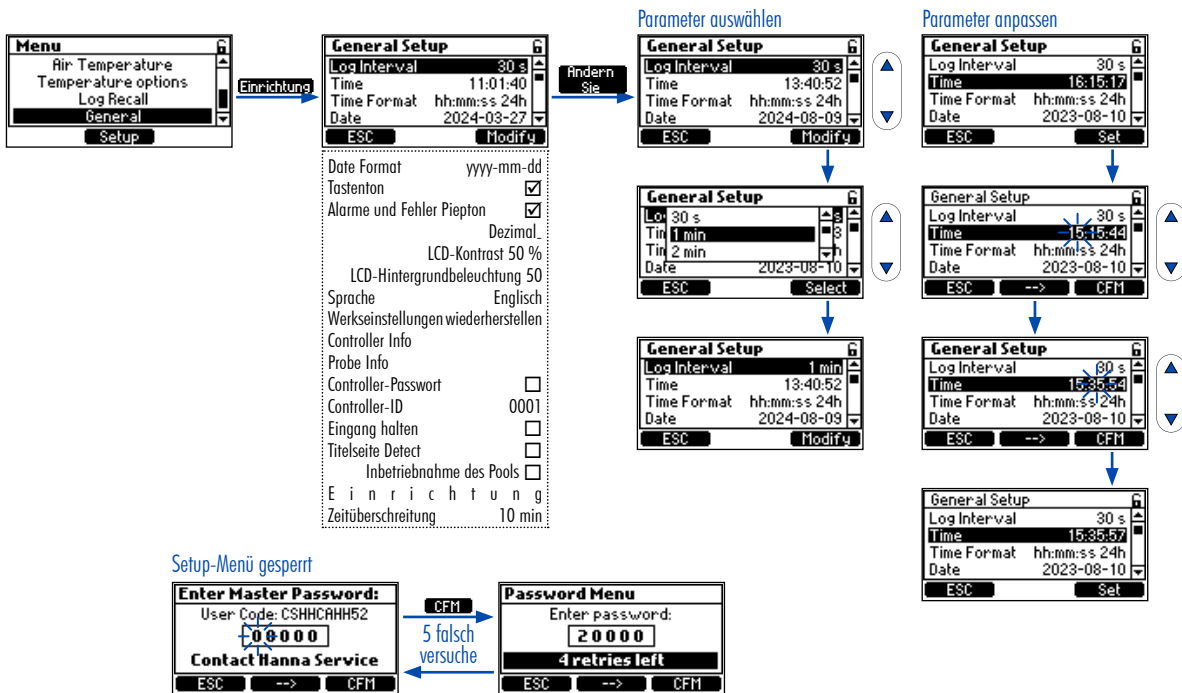 Menu
Air Temperature
Temperature options
Log Recall
General
Setup
Einrichtung
General Setup
Log Interval 30 s
Time 11:01:40
Time Format hh:mm:ss 24h
Date 2024-03-27
ESC Modify
Date Format yyyy-mm-dd
Tastenton
Alarme und Fehler Piepton
Dezimal_
LCD-Kontrast 50 %
LCD-Hintergrundbeleuchtung 50
Sprache Englisch
Werkseinstellungen wiederherstellen
Controller Info
Probe Info
Controller-Passwort
Controller-ID 0001
Eingang halten
Titelseite Detect
Inbetriebnahme des Pools
Einrichtung
Zeitüberschreitung 10 min
Ändern
Sie
Parameter auswählen
General Setup
Log Interval 30 s
Time 13:40:52
Time Format hh:mm:ss 24h
Date 2024-08-09
ESC Modify
General Setup
30 s
1 min
2 min
Date 2023-08-10
ESC Select
General Setup
Log Interval 1 min
Time 13:40:52
Time Format hh:mm:ss 24h
Date 2024-08-09
ESC Modify
Parameter anpassen
General Setup
Log Interval 30 s
Time 16:15:17
Time Format hh:mm:ss 24h
Date 2023-08-10
ESC Set
General Setup
Log Interval 30 s
Time 15:15:44
Time Format hh:mm:ss 24h
Date 2023-08-10
ESC --> CFM
General Setup
Log Interval 30 s
Time 15:35:54
Time Format hh:mm:ss 24h
Date 2023-08-10
ESC --> CFM
General Setup
Log Interval 30 s
Time 15:35:57
Time Format hh:mm:ss 24h
Date 2023-08-10
ESC Set
Setup-Menü gesperrt
Enter Master Password:
User Code: CSHHCAHH52
00000
Contact Hanna Service
ESC --> CFM
CFM
5 falsch
versuche
Password Menu
Enter password:
20000
4 retries left
ESC --> CFM